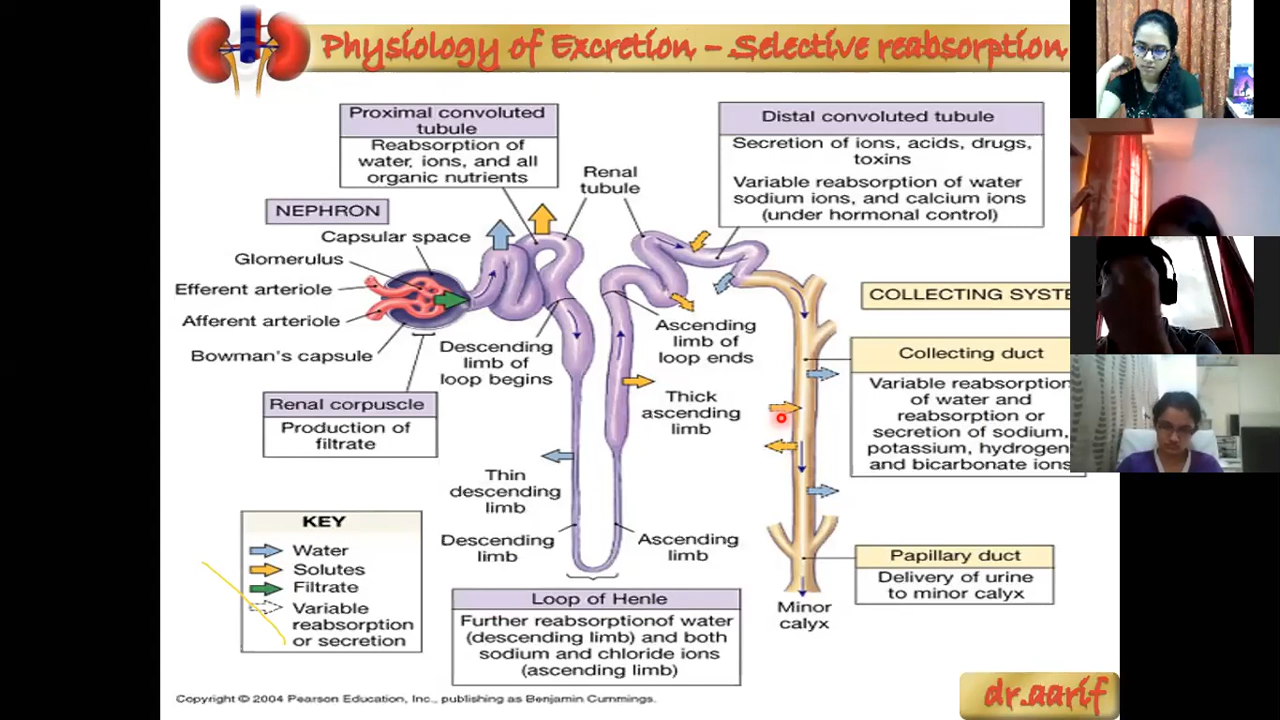 Physiology of Excretion – Selective reabsorption
Proximal convoluted
tubule
Reabsorption of
water, ions, and all
organic nutrients
Distal convoluted tubule
Secretion of ions, acids, drugs,
toxins
Variable reabsorption of water
sodium ions, and calcium ions
(under hormonal control)
Renal
tubule
NEPHRON
Capsular space
Glomerulus
Efferent arteriole
Afferent arteriole
Bowman's capsule
Descending
limb of
loop begins
Ascending
limb of
loop ends
COLLECTING SYSTE
Renal corpuscle
Production of
filtrate
Thick
ascending
limb
Collecting duct
Variable reabsorption
of water and
reabsorption or
secretion of sodium,
potassium, hydrogen
and bicarbonate ions
Thin
descending
limb
Descending
limb
Ascending
limb
KEY
Water
Solutes
Filtrate
Variable
reabsorption
or secretion
Loop of Henle
Further reabsorptionof water
(descending limb) and both
sodium and chloride ions
(ascending limb)
Papillary duct
Delivery of urine
to minor calyx
Minor
calyx
Copyright © 2004 Pearson Education, Inc., publishing as Benjamin Cummings.
dr.aarif